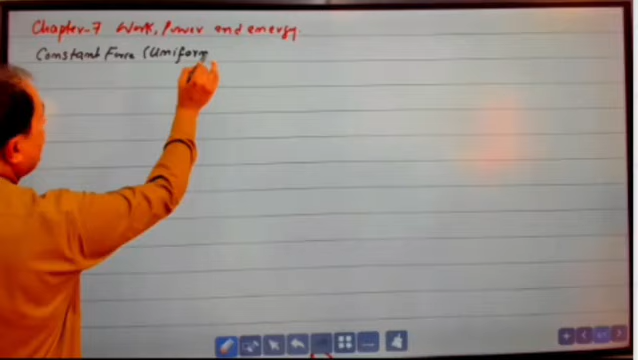 Chapter-7 Work, Power and energy.
Constant Force (Uniform